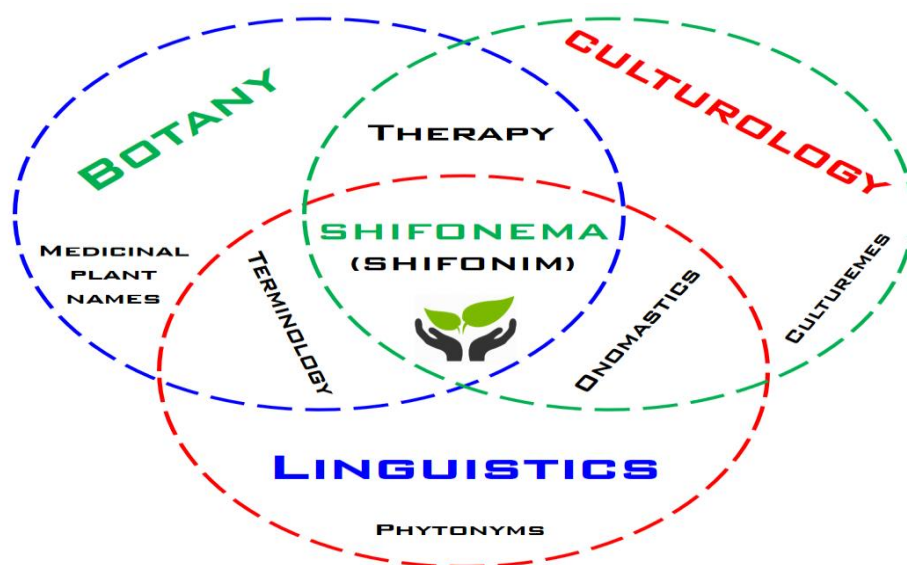 BOTANY
CULTUROLOGY
THERAPY
SHIFONEMA
(SHIFONIM)
MEDICINAL
PLANT
NAMES
TERMINOLOGY
ONOMASTICS
CULTUREMES
LINGUISTICS
PHYTONYMS